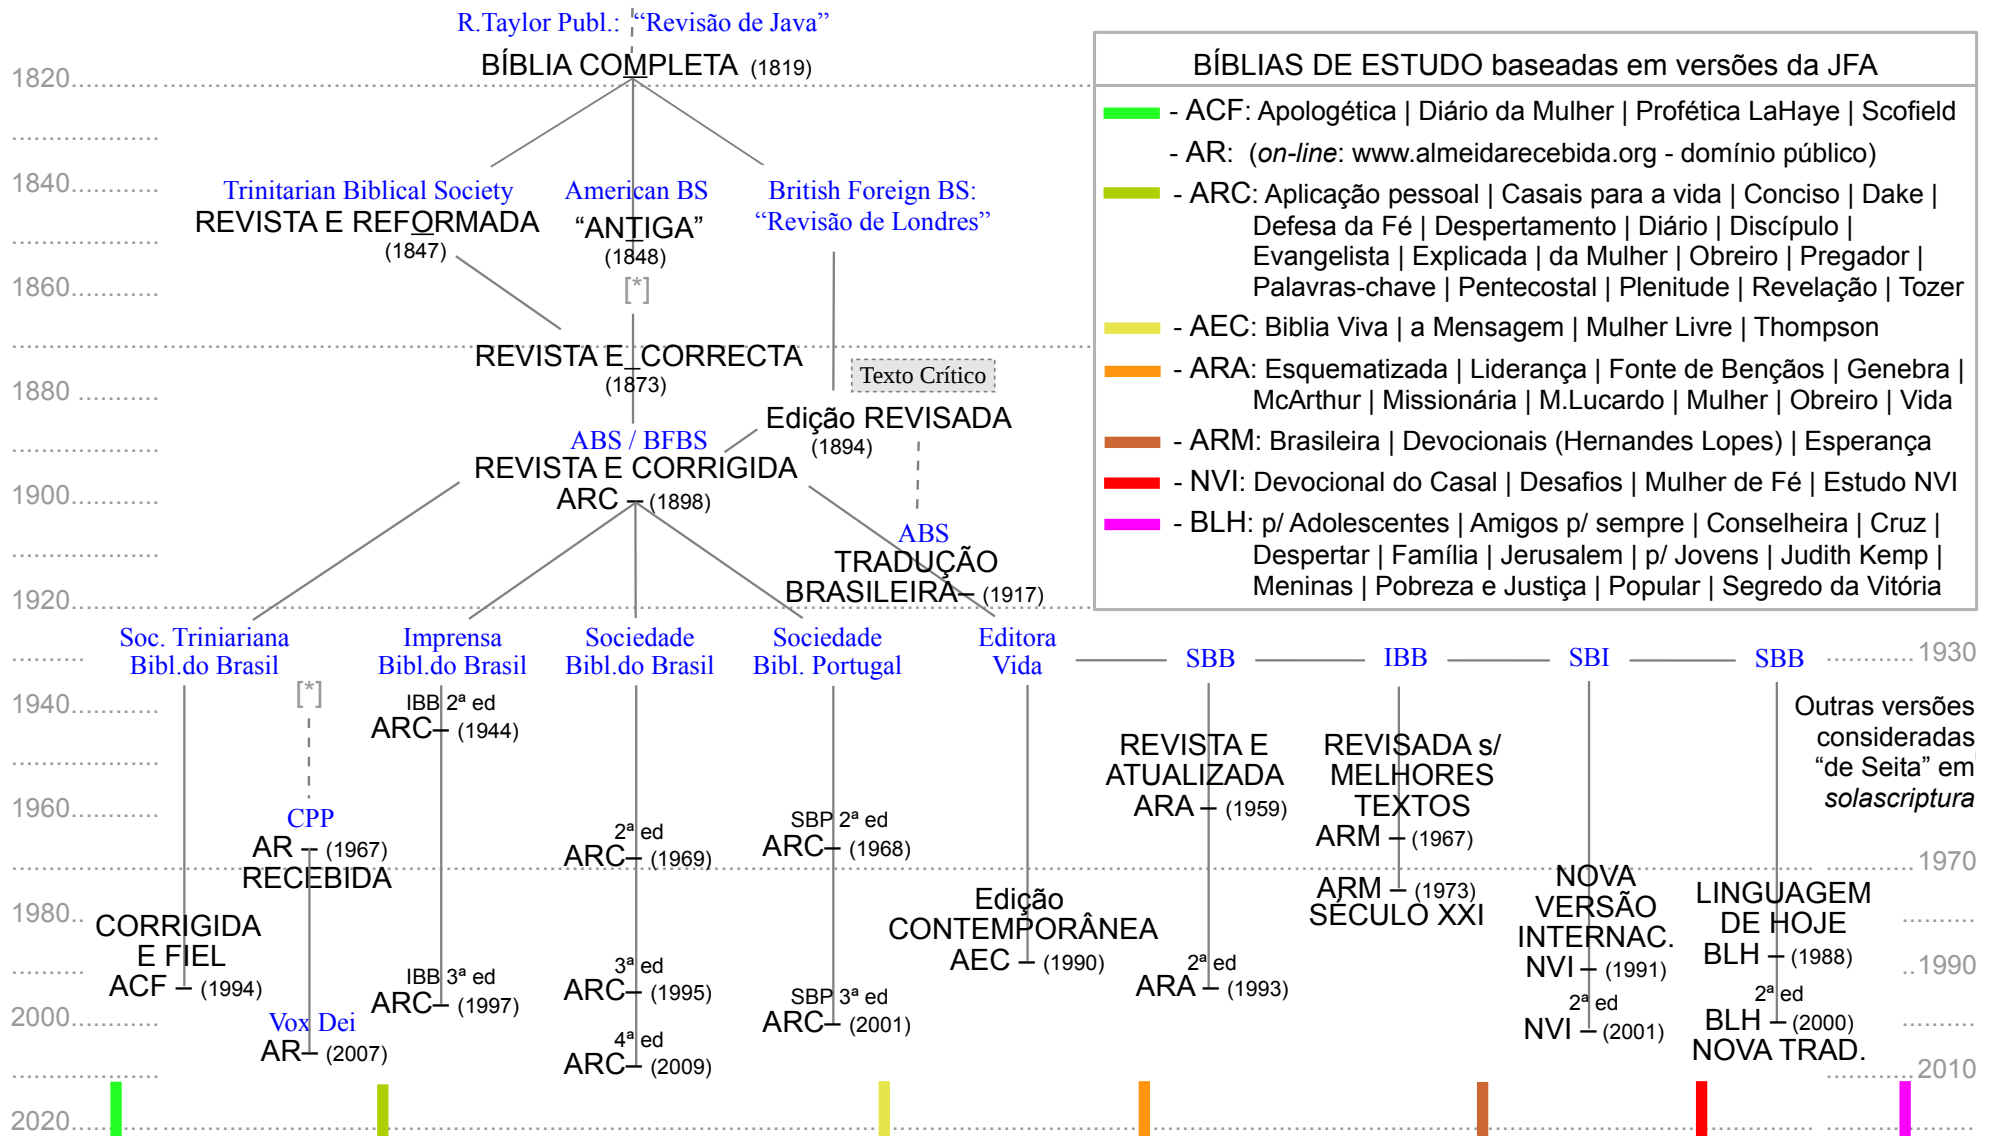 R.Taylor Publ.: “Revisão de Java”
BÍBLIA COMPLETA (1819)
1820
Trinitarian Biblical Society
REVISTA E REFORMADA
(1847)
American BS
“ANTIGA”
(1848)
[*]
British Foreign BS:
“Revisão de Londres”
1840
1860
REVISTA E CORRECTA
(1873)
Texto Crítico
1880
Edição REVISADA
(1894)
ABS / BFBS
REVISTA E CORRIGIDA
ARC – (1898)
1900
ABS
TRADUÇÃO
BRASILEIRA – (1917)
1920
BÍBLIAS DE ESTUDO baseadas em versões da JFA
- ACF: Apologética | Diário da Mulher | Profética LaHaye | Scofield
- AR: (on-line: www.almeidarecebida.org - domínio público)
- ARC: Aplicação pessoal | Casais para a vida | Conciso | Dake |
Defesa da Fé | Despertamento | Diário | Discípulo |
Evangelista | Explicada | da Mulher | Obreiro | Pregador |
Palavras-chave | Pentecostal | Plenitude | Revelação | Tozer
- AEC: Biblia Viva | a Mensagem | Mulher Livre | Thompson
- ARA: Esquematizada | Liderança | Fonte de Bençãos | Genebra |
McArthur | Missionária | M.Lucardo | Mulher | Obreiro | Vida
- ARM: Brasileira | Devocionais (Hernandes Lopes) | Esperança
- NVI: Devocional do Casal | Desafios | Mulher de Fé | Estudo NVI
- BLH: p/ Adolescentes | Amigos p/ sempre | Conselheira | Cruz |
Despertar | Família | Jerusalem | p/ Jovens | Judith Kemp |
Meninas | Pobreza e Justiça | Popular | Segredo da Vitória
Soc. Triniariana
Bibl.do Brasil
CORRIGIDA
E FIEL
ACF – (1994)
[*]
CPP
AR – (1967)
RECEBIDA
Vox Dei
AR – (2007)
Imprensa
Bibl.do Brasil
IBB 2ª ed
ARC – (1944)
IBB 3ª ed
ARC – (1997)
Sociedade
Bibl.do Brasil
2ª ed
ARC – (1969)
3ª ed
ARC – (1995)
4ª ed
ARC – (2009)
Sociedade
Bibl. Portugal
SBP 2ª ed
ARC – (1968)
SBP 3ª ed
ARC – (2001)
Editora
Vida
Edição
CONTEMPORÂNEA
AEC – (1990)
SBB
REVISTA E
ATUALIZADA
ARA – (1959)
2ª ed
ARA – (1993)
IBB
REVISADA s/
MELHORES
TEXTOS
ARM – (1967)
ARM – (1973)
SÉCULO XXI
SBI
NOVA
VERSÃO
INTERNAC.
NVI – (1991)
2ª ed
NVI – (2001)
SBB
LINGUAGEM
DE HOJE
BLH – (1988)
2ª ed
BLH – (2000)
NOVA TRAD.
Outras versões
consideradas
“de Seita” em
solascriptura
1940
1960
1980
2000
2020
1930
1970
1990
2010